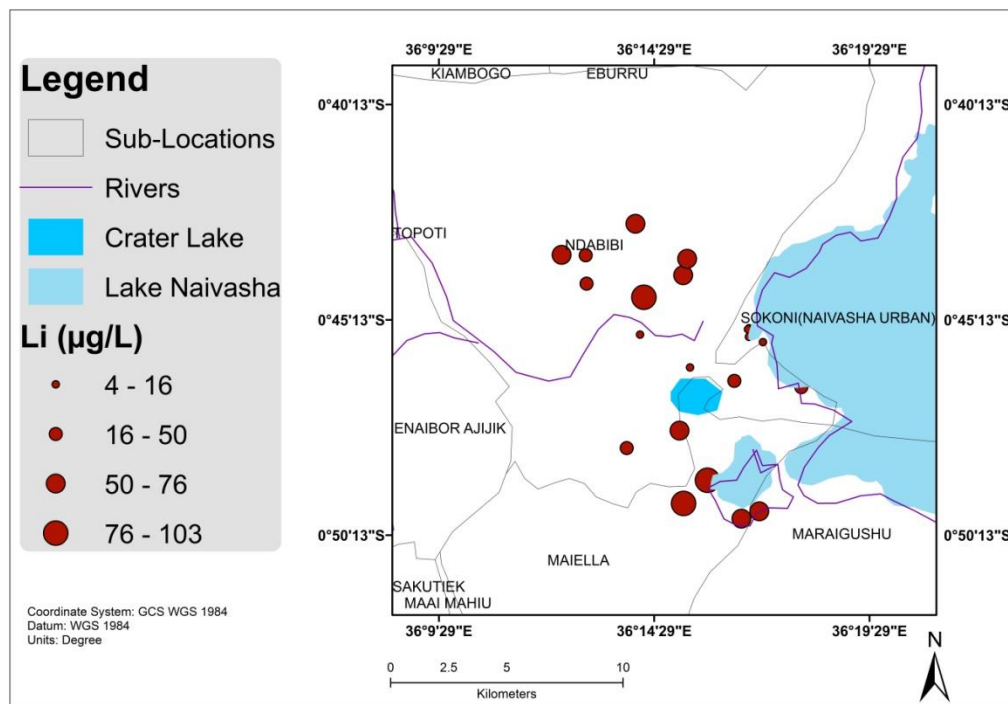 Legend
Sub-Locations
Rivers
Crater Lake
Lake Naivasha
Li (µg/L)
4 - 16
16 - 50
50 - 76
76 - 103
Coordinate System: GCS WGS 1984
Datum: WGS 1984
Units: Degree
36°9'29"E 36°14'29"E 36°19'29"E
KIAMBOGO EBURRU
0°40'13"S 0°40'13"S
TOPOTI
NDABIBI
SOKONI(NAIVASHA URBAN)
0°45'13"S 0°45'13"S
ENAIBOR AJIJIK
0°50'13"S 0°50'13"S
MARAIGUSHU
MAIELLA
SAKUTIEK
MAAI MAHIU
36°9'29"E 36°14'29"E 36°19'29"E
0 2.5 5 10
Kilometers
N